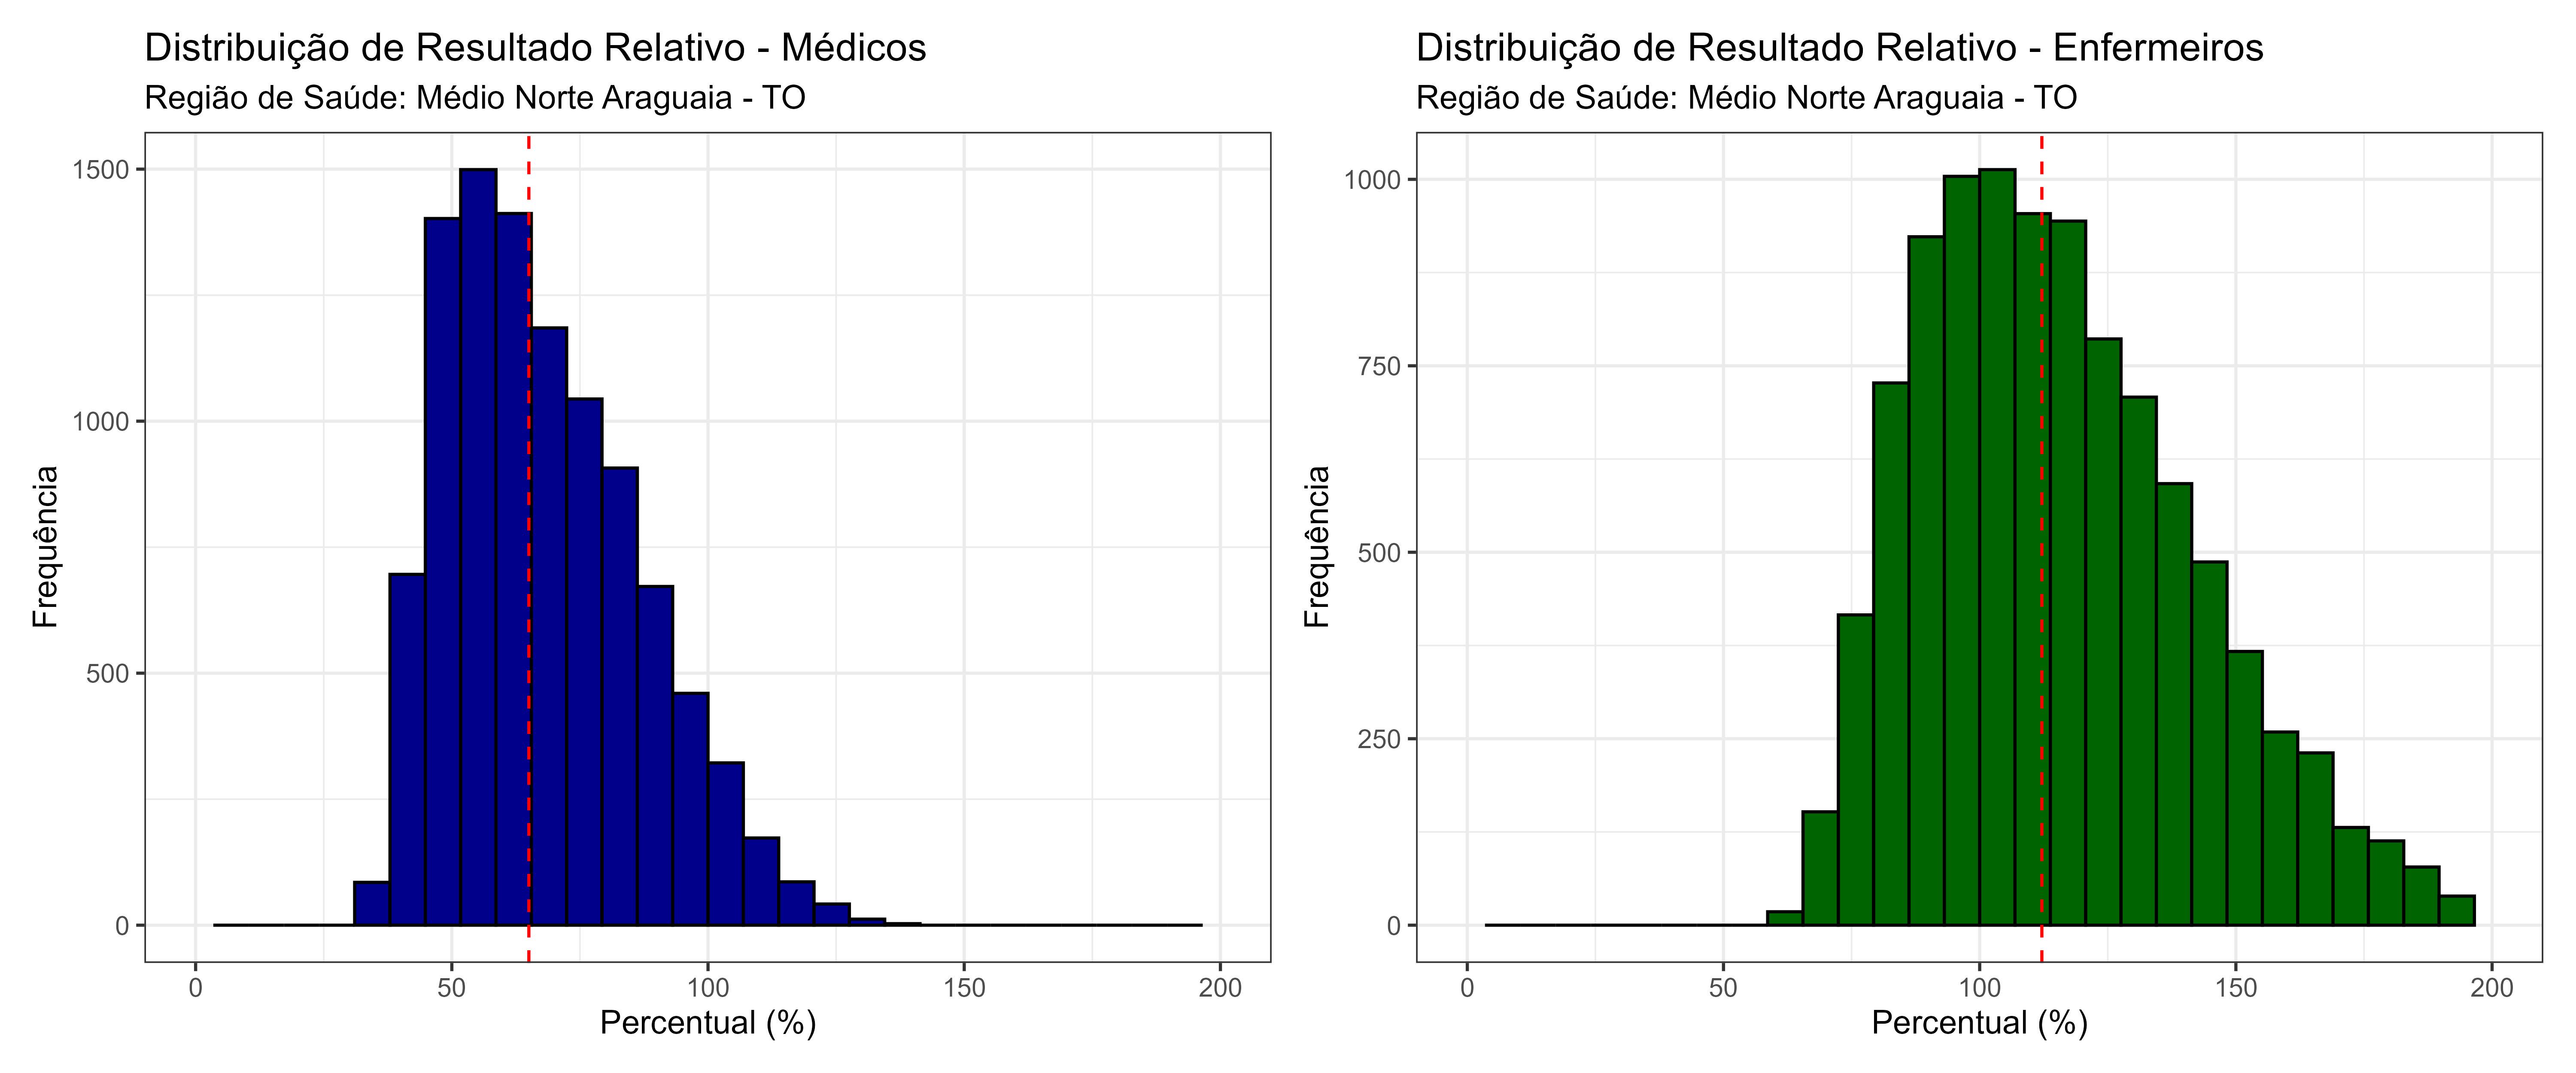 Distribuição de Resultado Relativo - Médicos
Região de Saúde: Médio Norte Araguaia - TO
1500
1000
500
0
Frequência
0 50 100 150 200
Percentual (%)
Distribuição de Resultado Relativo - Enfermeiros
Região de Saúde: Médio Norte Araguaia - TO
1000
750
500
250
0
Frequência
0 50 100 150 200
Percentual (%)